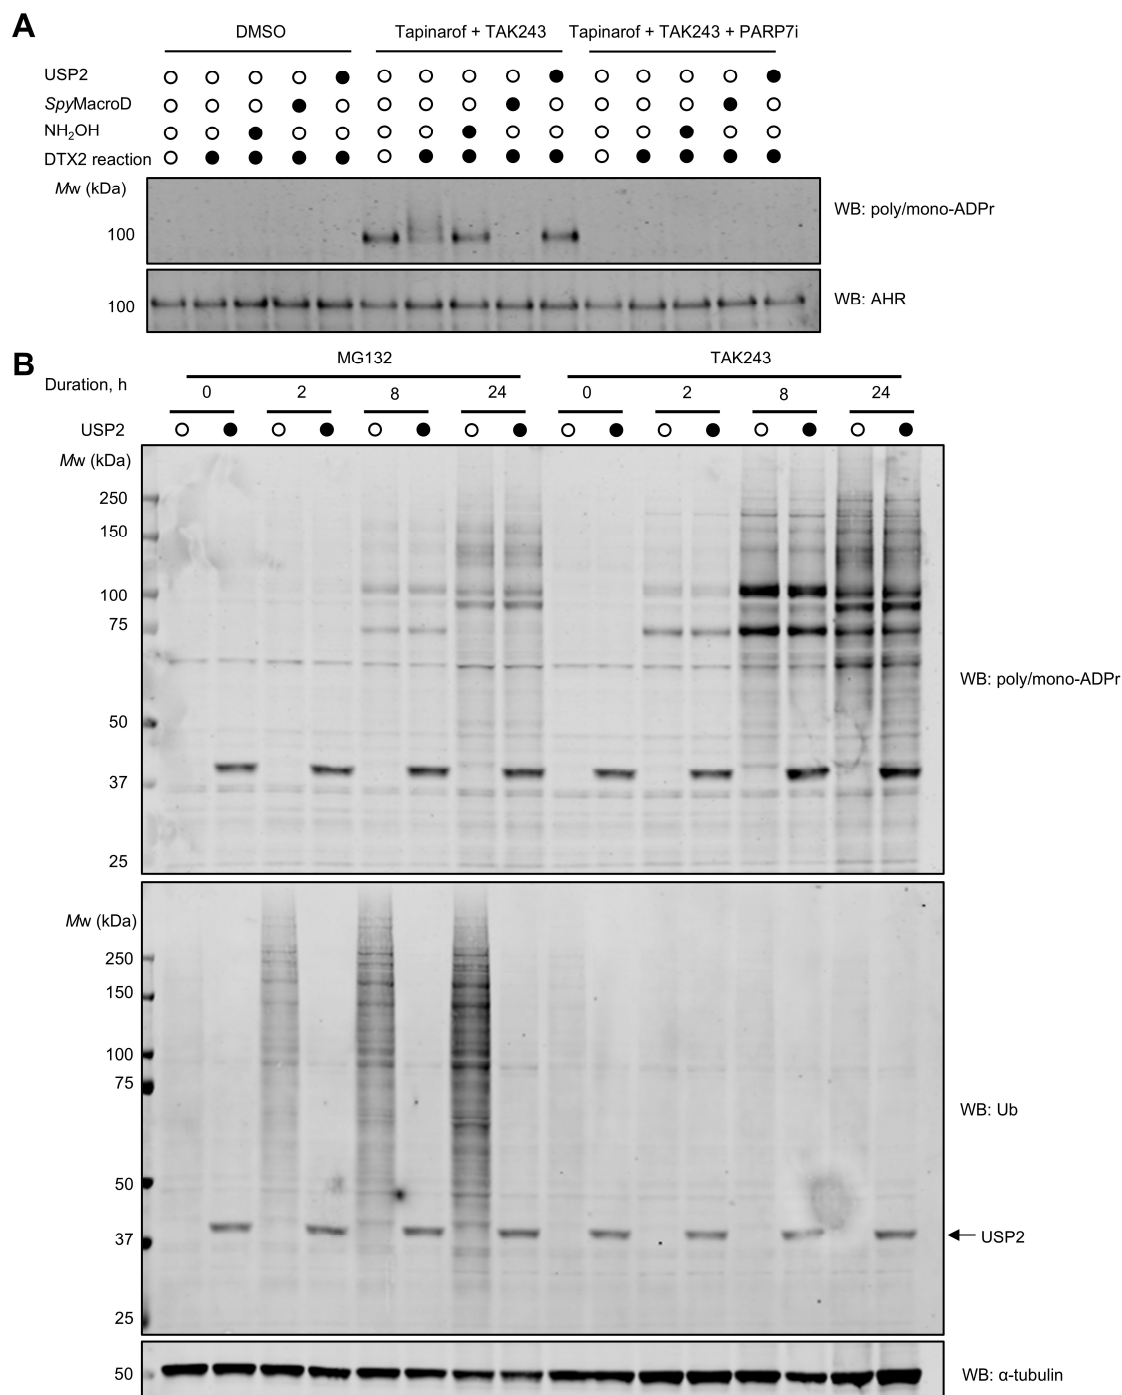 A
DMSO Tapinarof + TAK243 Tapinarof + TAK243 + PARP7i
USP2
SpyMacroD
NH2OH
DTX2 reaction
Mw (kDa)
WB: poly/mono-ADPr
100
100 WB: AHR
B
MG132 TAK243
Duration, h 0 2 8 24 0 2 8 24
USP2
Mw (kDa)
250
150
100
75
WB: poly/mono-ADPr
50
37
25
Mw (kDa)
250
150
100
75
WB: Ub
50
37 USP2
25
50 WB: α-tubulin